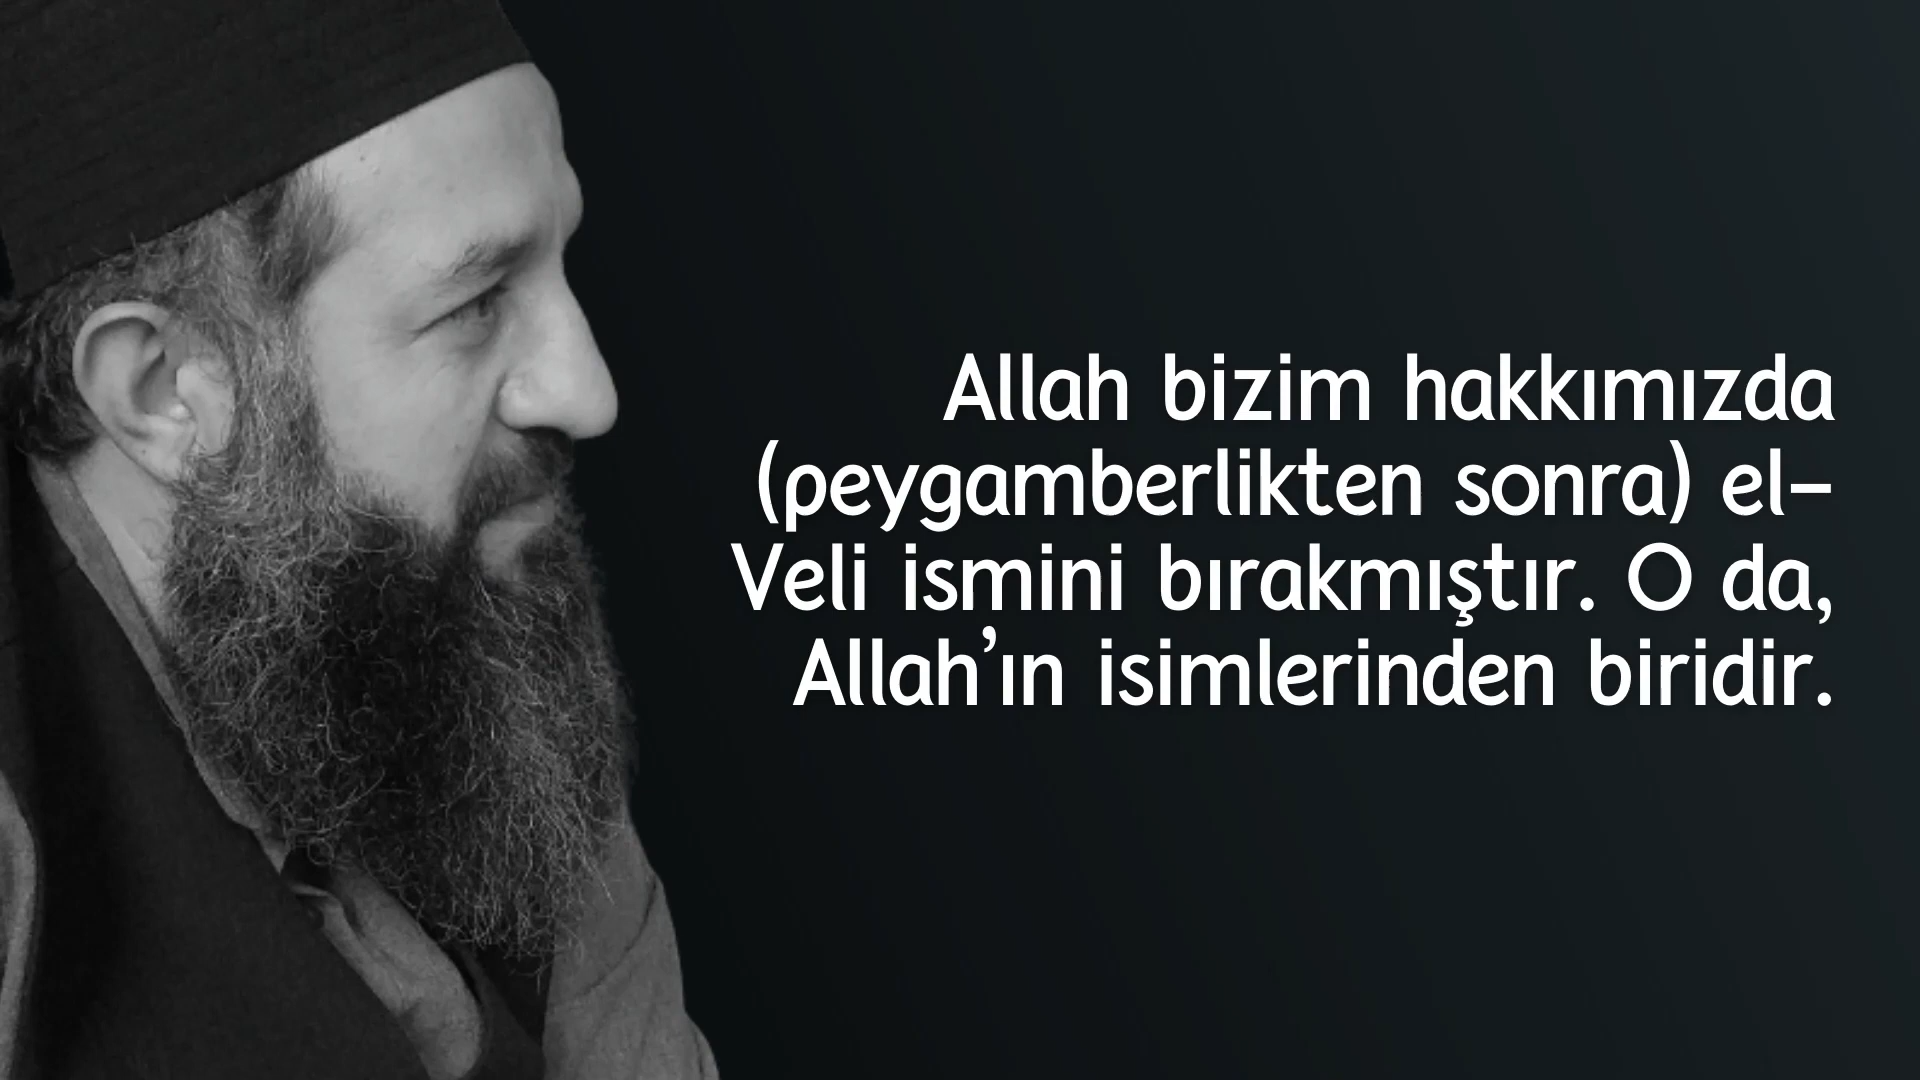 Allah bizim hakkımızda
(peygamberlikten sonra) el-
Veli ismini bırakmıştır. O da,
Allah'ın isimlerinden biridir.